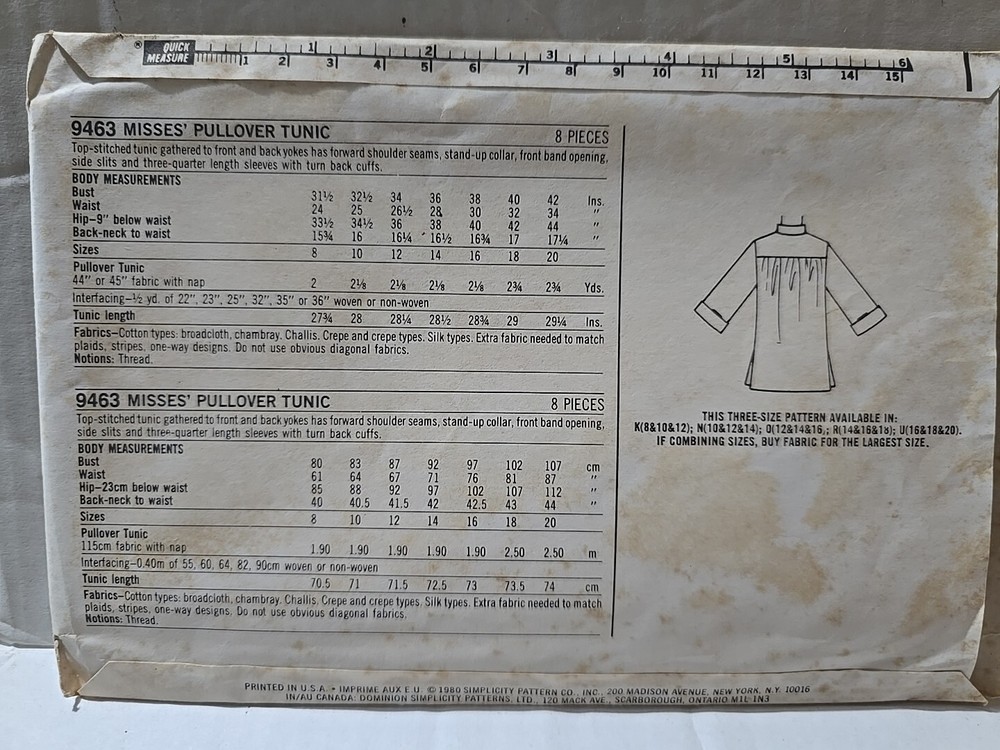 ® QUICK MEASURE
1 2 3 4 5 6
1 2 3 4 5 6 7 8 9 10 11 12 13 14 15
9463 MISSES' PULLOVER TUNIC 8 PIECES
Top-stitched tunic gathered to front and back yokes has forward shoulder seams, stand-up collar, front band opening,
side slits and three-quarter length sleeves with turn back cuffs.
BODY MEASUREMENTS
Bust 31½ 32½ 34 36 38 40 42 Ins.
Waist 24 25 26½ 28 30 32 34 "
Hip–9" below waist 33½ 34½ 36 38 40 42 44 "
Back-neck to waist 15¾ 16 16¼ 16½ 16¾ 17 17¼ "
Sizes 8 10 12 14 16 18 20
Pullover Tunic
44" or 45" fabric with nap 2 2⅛ 2⅛ 2⅛ 2⅛ 2¾ 2¾ Yds.
Interfacing–½ yd. of 22", 23", 25", 32", 35" or 36" woven or non-woven
Tunic length 27¾ 28 28¼ 28½ 28¾ 29 29¼ Ins.
Fabrics–Cotton types: broadcloth, chambray. Challis. Crepe and crepe types. Silk types. Extra fabric needed to match
plaids, stripes, one-way designs. Do not use obvious diagonal fabrics.
Notions: Thread.
9463 MISSES' PULLOVER TUNIC 8 PIECES
Top-stitched tunic gathered to front and back yokes has forward shoulder seams, stand-up collar, front band opening,
side slits and three-quarter length sleeves with turn back cuffs.
BODY MEASUREMENTS
Bust 80 83 87 92 97 102 107 cm
Waist 61 64 67 71 76 81 87 "
Hip–23cm below waist 85 88 92 97 102 107 112 "
Back-neck to waist 40 40.5 41.5 42 42.5 43 44 "
Sizes 8 10 12 14 16 18 20
Pullover Tunic
115cm fabric with nap 1.90 1.90 1.90 1.90 1.90 2.50 2.50 m
Interfacing–0.40m of 55, 60, 64, 82, 90cm woven or non-woven
Tunic length 70.5 71 71.5 72.5 73 73.5 74 cm
Fabrics–Cotton types: broadcloth, chambray. Challis. Crepe and crepe types. Silk types. Extra fabric needed to match
plaids, stripes, one-way designs. Do not use obvious diagonal fabrics.
Notions: Thread.
THIS THREE-SIZE PATTERN AVAILABLE IN:
K(8&10&12); N(10&12&14); O(12&14&16,; R(14&16&18); U(16&18&20).
IF COMBINING SIZES, BUY FABRIC FOR THE LARGEST SIZE.
PRINTED IN U.S.A. • IMPRIME AUX E.U. © 1980 SIMPLICITY PATTERN CO., INC., 200 MADISON AVENUE, NEW YORK, N.Y. 10016
IN/AU CANADA: DOMINION SIMPLICITY PATTERNS, LTD., 120 MACK AVE., SCARBOROUGH, ONTARIO M1L 1N3